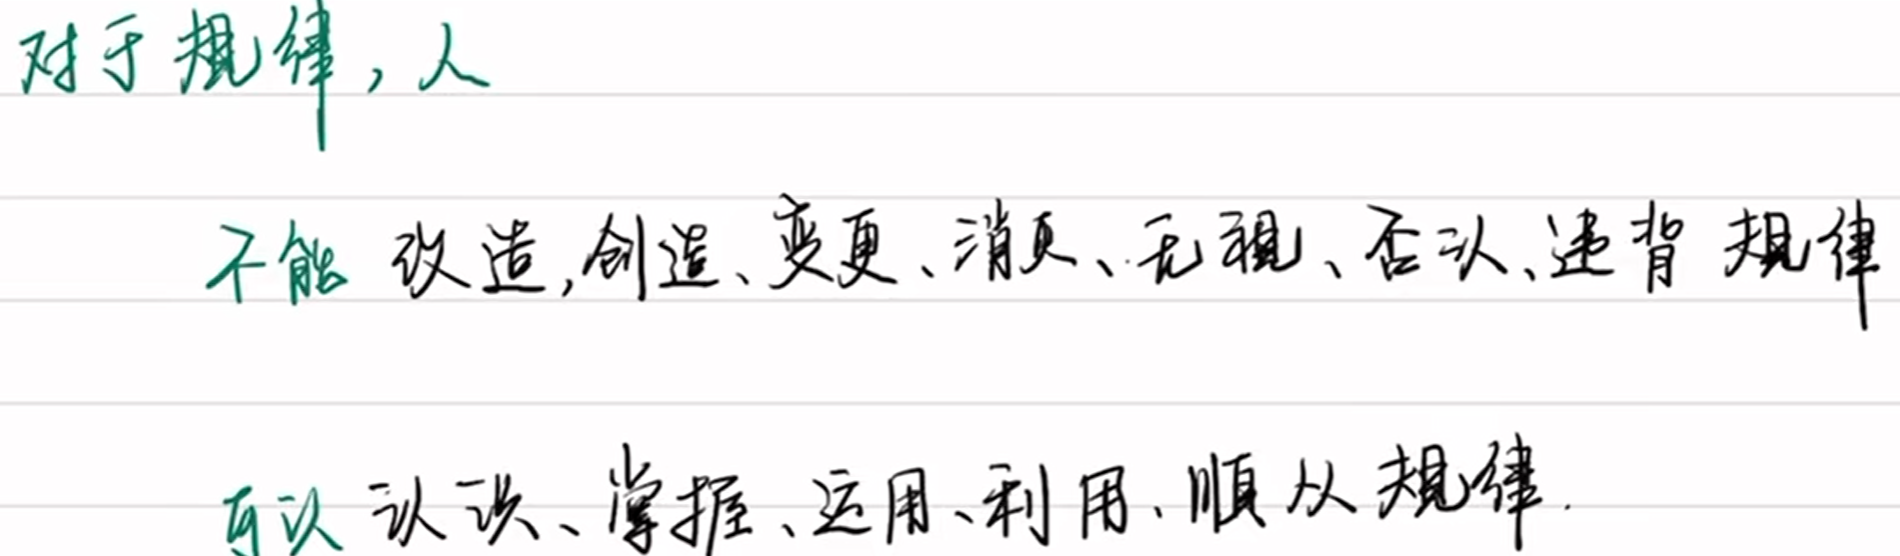 对于规律,人
不能 改造,创造、变更、消灭、无视、否认、违背 规律
可以 认识、掌握、运用、利用、顺从规律.